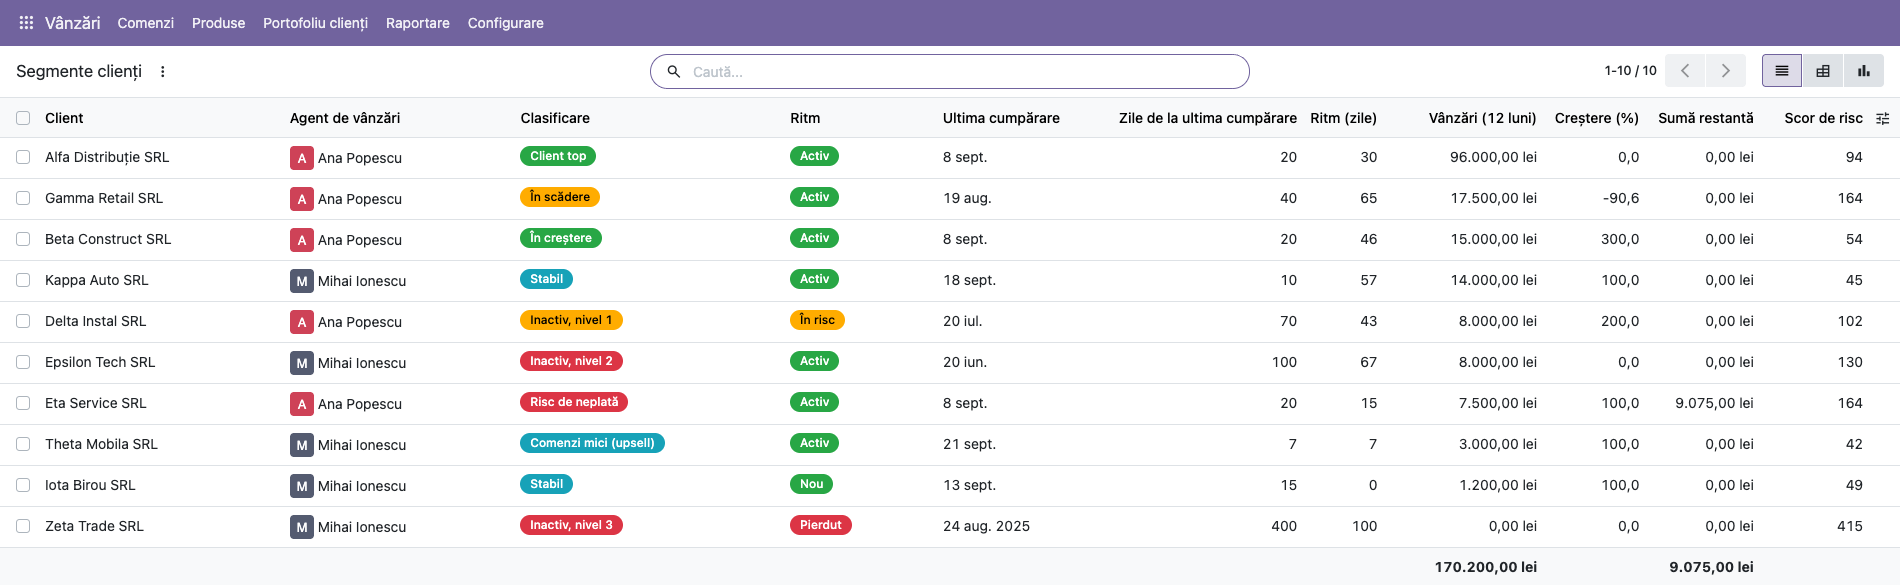 Vânzări Comenzi Produse Portofoliu clienți Raportare Configurare
Segmente clienți Caută... 1-10 / 10
Client Agent de vânzări Clasificare Ritm Ultima cumpărare Zile de la ultima cumpărare Ritm (zile) Vânzări (12 luni) Creștere (%) Sumă restantă Scor de risc
Alfa Distribuție SRL A Ana Popescu Client top Activ 8 sept. 20 30 96.000,00 lei 0,0 0,00 lei 94
Gamma Retail SRL A Ana Popescu În scădere Activ 19 aug. 40 65 17.500,00 lei -90,6 0,00 lei 164
Beta Construct SRL A Ana Popescu În creștere Activ 8 sept. 20 46 15.000,00 lei 300,0 0,00 lei 54
Kappa Auto SRL M Mihai Ionescu Stabil Activ 18 sept. 10 57 14.000,00 lei 100,0 0,00 lei 45
Delta Instal SRL A Ana Popescu Inactiv, nivel 1 În risc 20 iul. 70 43 8.000,00 lei 200,0 0,00 lei 102
Epsilon Tech SRL M Mihai Ionescu Inactiv, nivel 2 Activ 20 iun. 100 67 8.000,00 lei 0,0 0,00 lei 130
Eta Service SRL A Ana Popescu Risc de neplată Activ 8 sept. 20 15 7.500,00 lei 100,0 9.075,00 lei 164
Theta Mobila SRL M Mihai Ionescu Comenzi mici (upsell) Activ 21 sept. 7 7 3.000,00 lei 100,0 0,00 lei 42
Iota Birou SRL M Mihai Ionescu Stabil Nou 13 sept. 15 0 1.200,00 lei 100,0 0,00 lei 49
Zeta Trade SRL M Mihai Ionescu Inactiv, nivel 3 Pierdut 24 aug. 2025 400 100 0,00 lei 0,0 0,00 lei 415
170.200,00 lei 9.075,00 lei